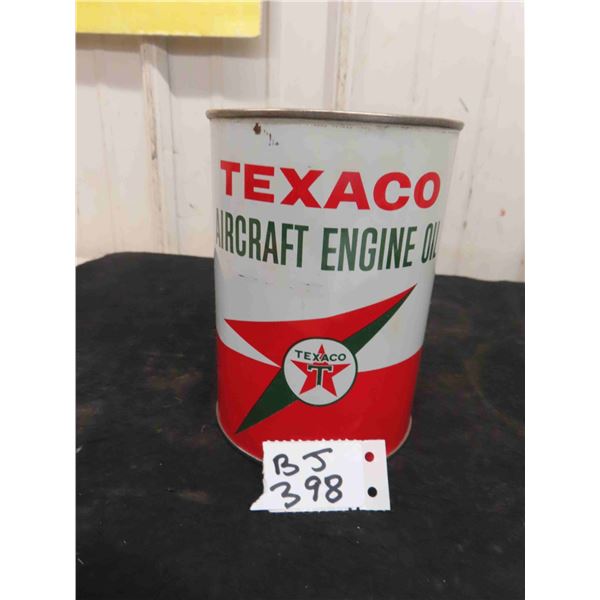 TEXACO
AIRCRAFT ENGINE OIL
TEXACO
T
BJ
398